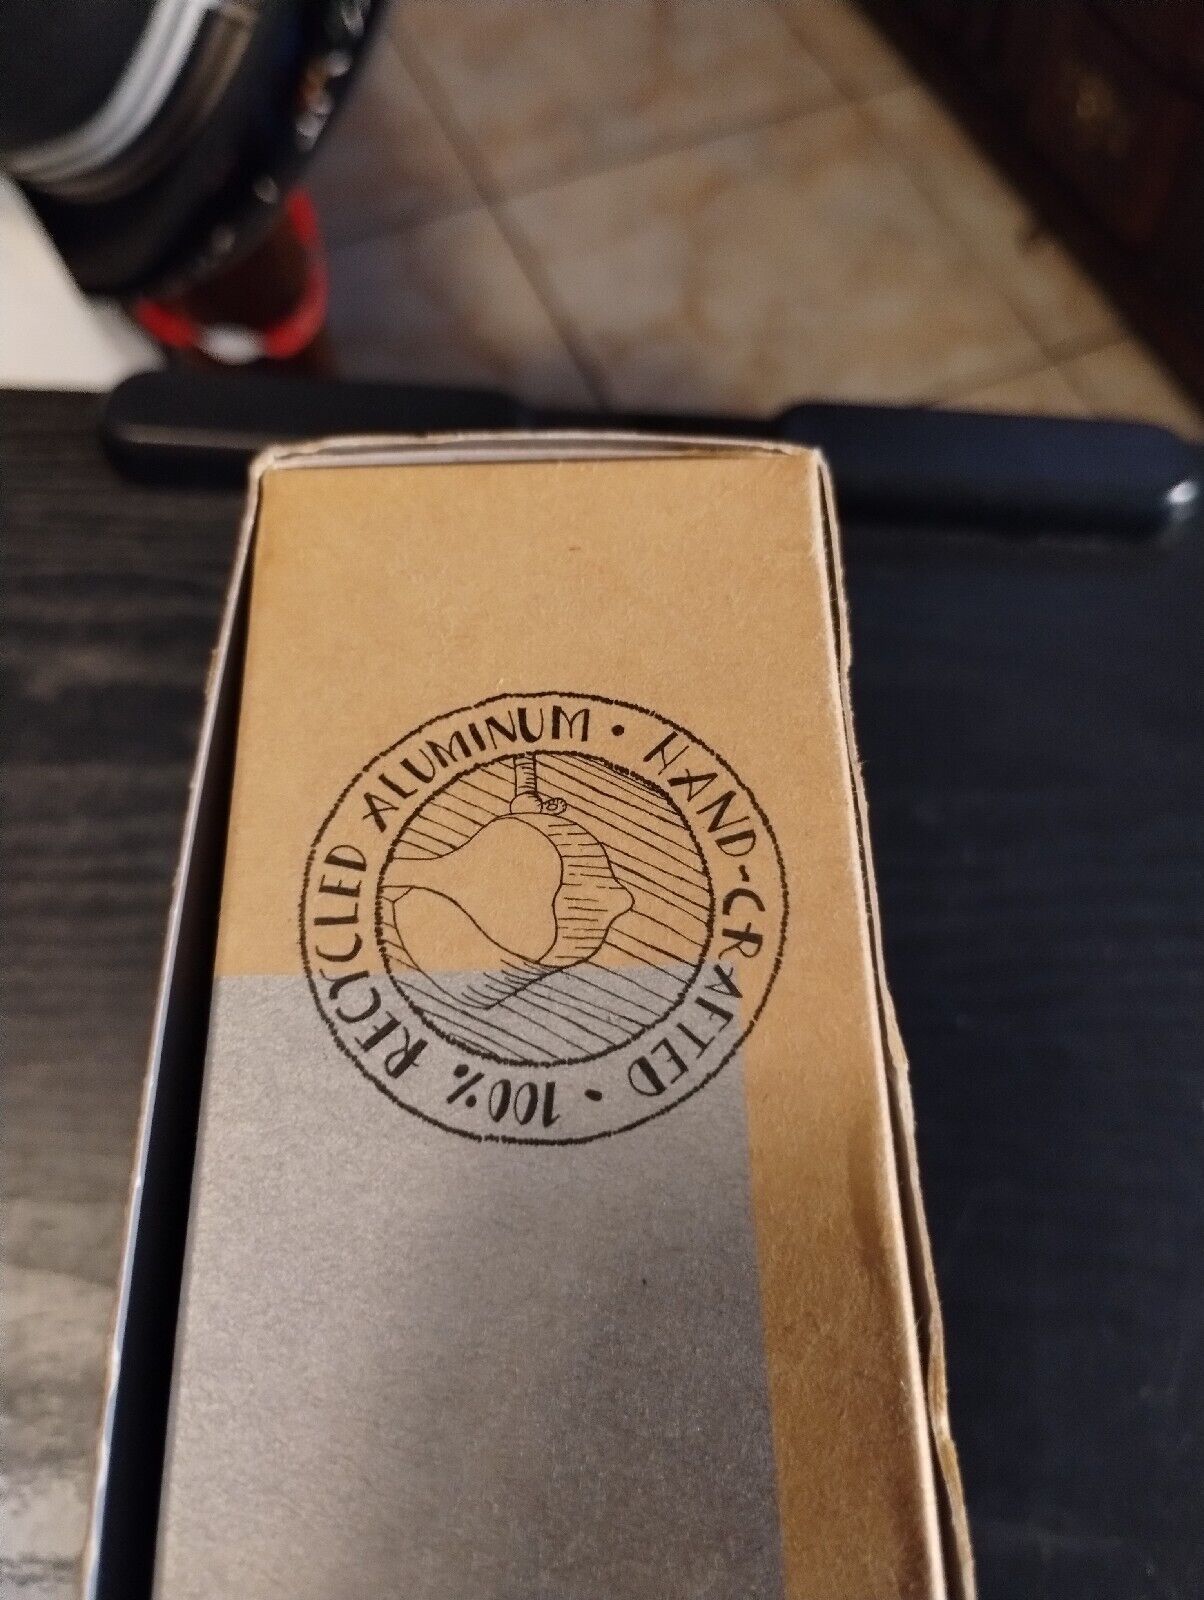 100% RECYCLED ALUMINUM • HAND-CRAFTED •